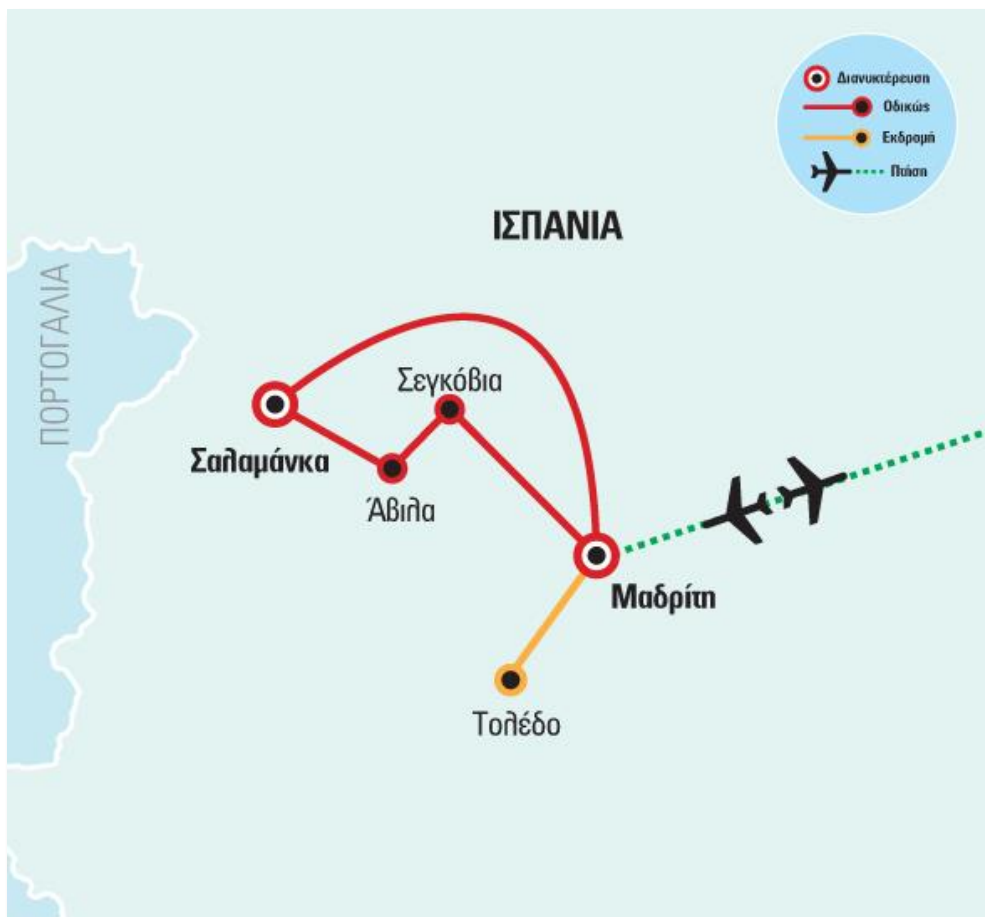 Διανυκτέρευση
Οδικώς
Εκδρομή
Πτήση
ΙΣΠΑΝΙΑ
ΠΟΡΤΟΓΑΛΙΑ
Σεγκόβια
Σαλαμάνκα
Άβιλα
Μαδρίτη
Τολέδο